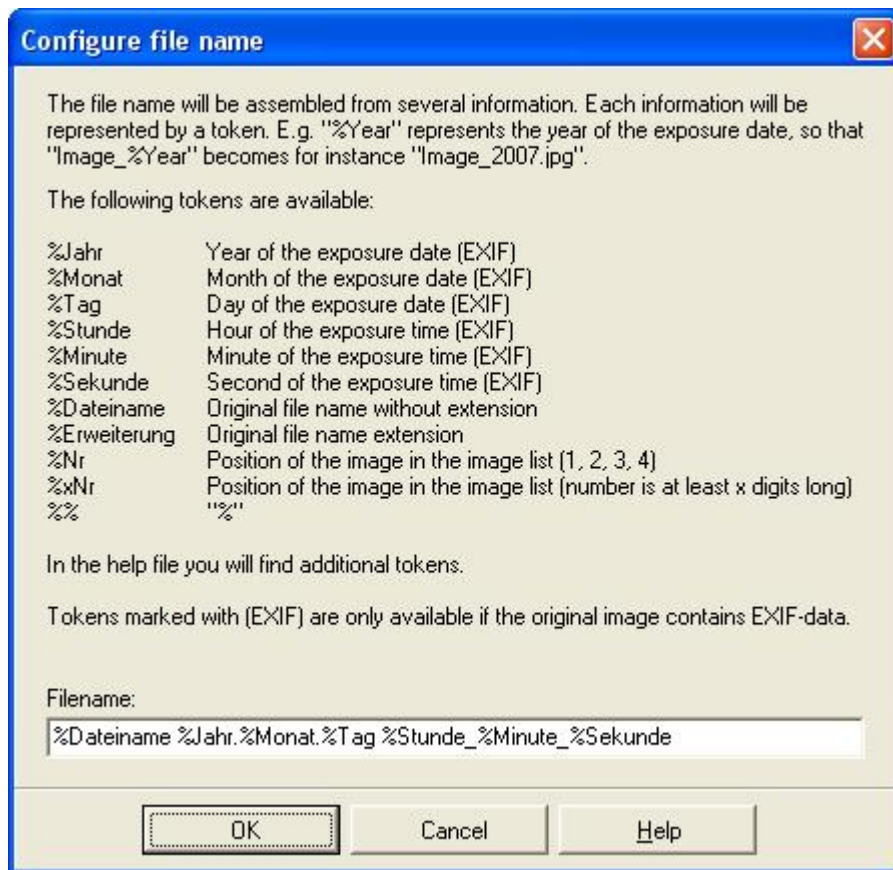 Configure file name
The file name will be assembled from several information. Each information will be
represented by a token. E.g. "%Year" represents the year of the exposure date, so that
"Image_%Year" becomes for instance "Image_2007.jpg".
The following tokens are available:
%Jahr Year of the exposure date (EXIF)
%Monat Month of the exposure date (EXIF)
%Tag Day of the exposure date (EXIF)
%Stunde Hour of the exposure time (EXIF)
%Minute Minute of the exposure time (EXIF)
%Sekunde Second of the exposure time (EXIF)
%Dateiname Original file name without extension
%Erweiterung Original file name extension
%Nr Position of the image in the image list (1, 2, 3, 4)
%xNr Position of the image in the image list (number is at least x digits long)
%% "%"
In the help file you will find additional tokens.
Tokens marked with (EXIF) are only available if the original image contains EXIF-data.
Filename:
%Dateiname %Jahr.%Monat.%Tag %Stunde_%Minute_%Sekunde
OK Cancel Help